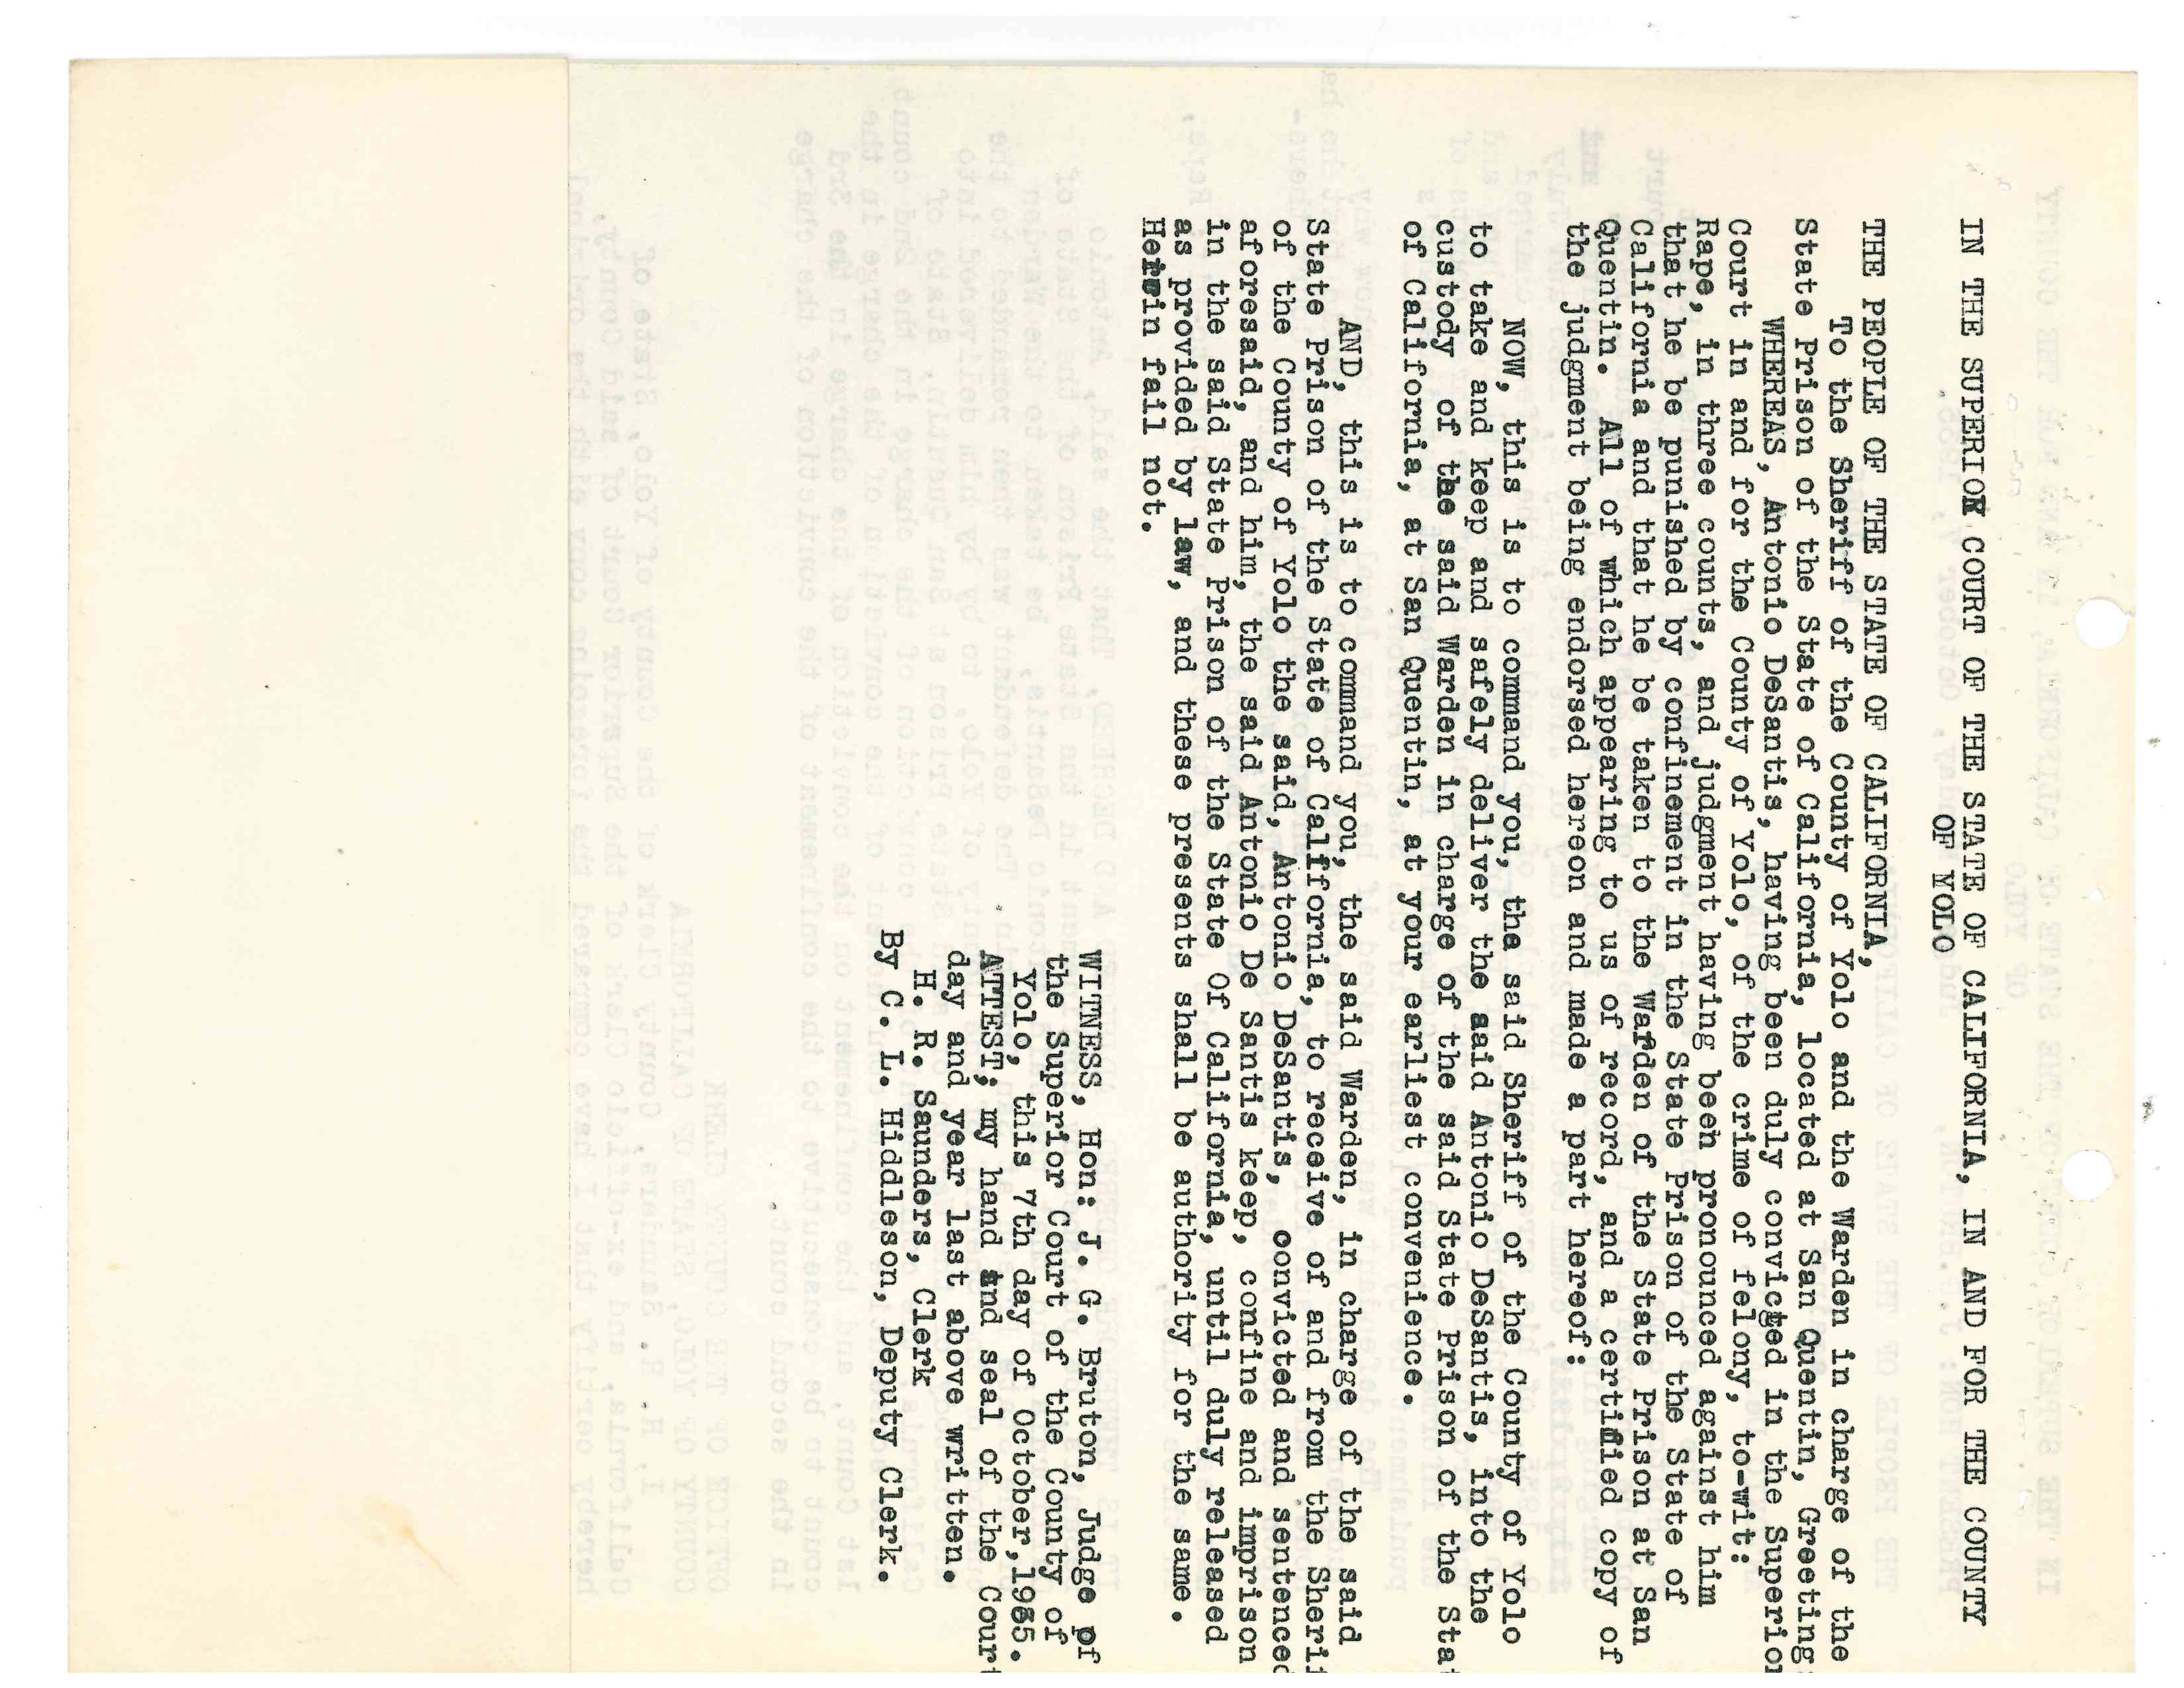 IN THE SUPERIOR COURT OF THE STATE OF CALIFORNIA, IN AND FOR THE COUNTY
OF YOLO
THE PEOPLE OF THE STATE OF CALIFORNIA,
To the Sheriff of the County of Yolo and the Warden in charge of the
State Prison of the State of California, located at San Quentin, Greeting:
WHEREAS, Antonio DeSantis, having been duly convicted in the Superior
Court in and for the County of Yolo, of the crime of felony, to-wit:
Rape, in three counts, and judgment having been pronounced against him
that he be punished by confinement in the State Prison of the State of
California and that he be taken to the Warden of the State Prison at San
Quentin. All of which appearing to us of record, and a certified copy of
the judgment being endorsed hereon and made a part hereof:
NOW, this is to command you, tha said Sheriff of the County of Yolo
to take and keep and safely deliver the aaid Antonio DeSantis, into the
custody of the said Warden in charge of the said State Prison of the Stat
of California, at San Quentin, at your earliest convenience.
AND, this is to command you, the said Warden, in charge of the said
State Prison of the State of California, to receive of and from the Sherif
of the County of Yolo the said, Antonio DeSantis, convicted and sentenced
aforesaid, and him, the said Antonio De Santis keep, confine and imprison
in the said State Prison of the State Of California, until duly released
as provided by law, and these presents shall be authority for the same.
Herein fail not.
WITNESS, Hon: J. G. Bruton, Judge pf
the Superior Court of the County of
Yolo, this 7th day of October,1935.
ATTEST; my hand and seal of the Court
day and year last above written.
H. R. Saunders, Clerk
By C. L. Hiddleson, Deputy Clerk.